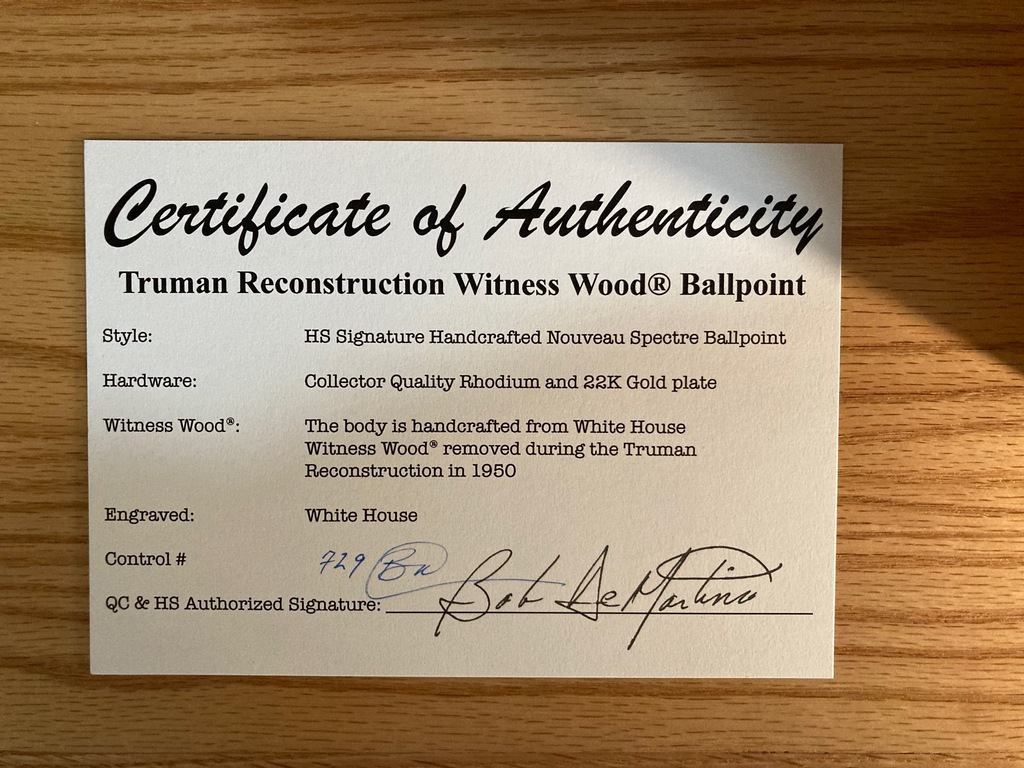 Certificate of Authenticity
Truman Reconstruction Witness Wood® Ballpoint
Style: HS Signature Handcrafted Nouveau Spectre Ballpoint
Hardware: Collector Quality Rhodium and 22K Gold plate
Witness Wood®: The body is handcrafted from White House
Witness Wood® removed during the Truman
Reconstruction in 1950
Engraved: White House
Control # 729
QC & HS Authorized Signature: Bob DeMartino